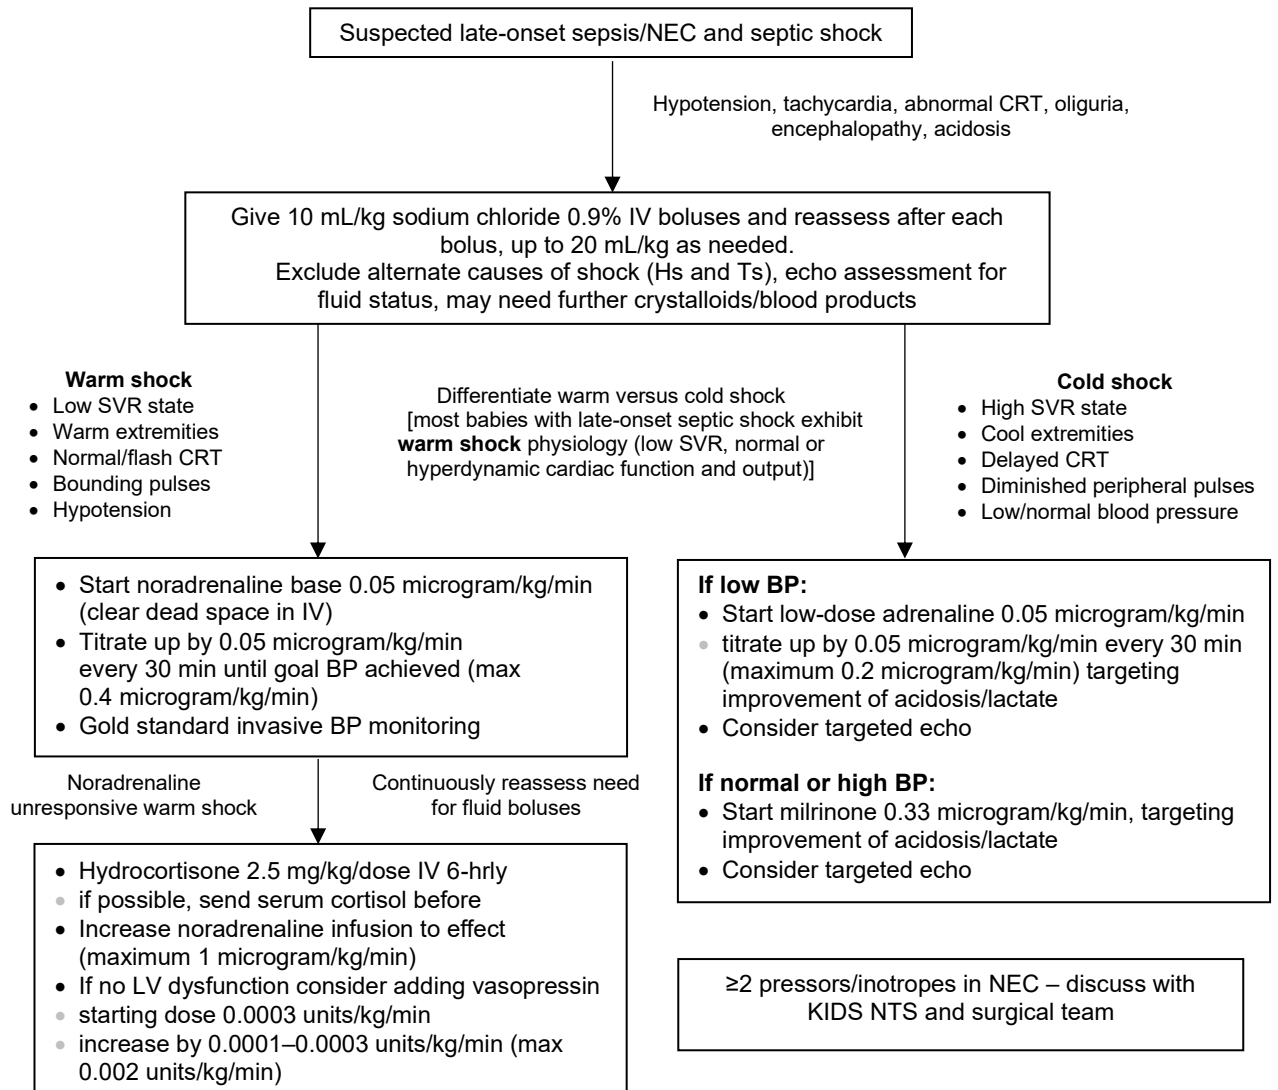 Suspected late-onset sepsis/NEC and septic shock
Hypotension, tachycardia, abnormal CRT, oliguria,
encephalopathy, acidosis
Give 10 mL/kg sodium chloride 0.9% IV boluses and reassess after each
bolus, up to 20 mL/kg as needed.
Exclude alternate causes of shock (Hs and Ts), echo assessment for
fluid status, may need further crystalloids/blood products
Warm shock
• Low SVR state
• Warm extremities
• Normal/flash CRT
• Bounding pulses
• Hypotension
Differentiate warm versus cold shock
[most babies with late-onset septic shock exhibit
warm shock physiology (low SVR, normal or
hyperdynamic cardiac function and output)]
Cold shock
• High SVR state
• Cool extremities
• Delayed CRT
• Diminished peripheral pulses
• Low/normal blood pressure
• Start noradrenaline base 0.05 microgram/kg/min
(clear dead space in IV)
• Titrate up by 0.05 microgram/kg/min
every 30 min until goal BP achieved (max
0.4 microgram/kg/min)
• Gold standard invasive BP monitoring
If low BP:
• Start low-dose adrenaline 0.05 microgram/kg/min
• titrate up by 0.05 microgram/kg/min every 30 min
(maximum 0.2 microgram/kg/min) targeting
improvement of acidosis/lactate
• Consider targeted echo
If normal or high BP:
• Start milrinone 0.33 microgram/kg/min, targeting
improvement of acidosis/lactate
• Consider targeted echo
Noradrenaline
unresponsive warm shock
Continuously reassess need
for fluid boluses
• Hydrocortisone 2.5 mg/kg/dose IV 6-hrly
• if possible, send serum cortisol before
• Increase noradrenaline infusion to effect
(maximum 1 microgram/kg/min)
• If no LV dysfunction consider adding vasopressin
• starting dose 0.0003 units/kg/min
• increase by 0.0001–0.0003 units/kg/min (max
0.002 units/kg/min)
≥2 pressors/inotropes in NEC – discuss with
KIDS NTS and surgical team